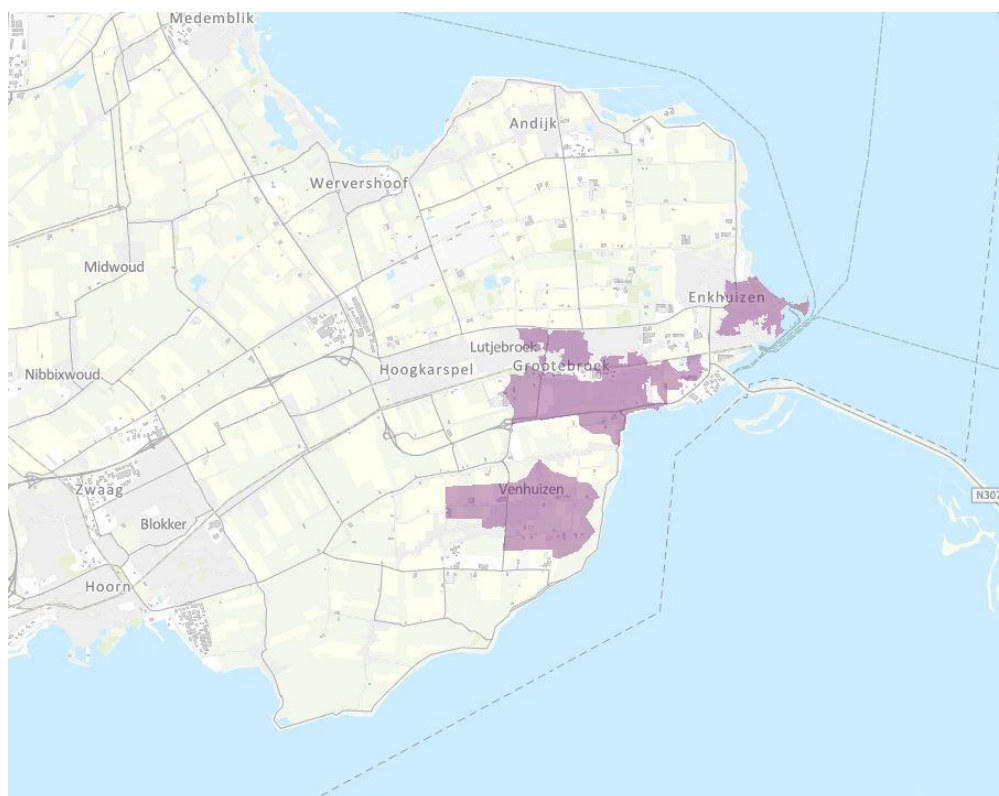 Medemblik
Andijk
Wervershoof
Midwoud
Enkhuizen
Lutjebroek
Grootebroek
Hoogkarspel
Nibbixwoud
Zwaag
Venhuizen
N307
Blokker
Hoorn